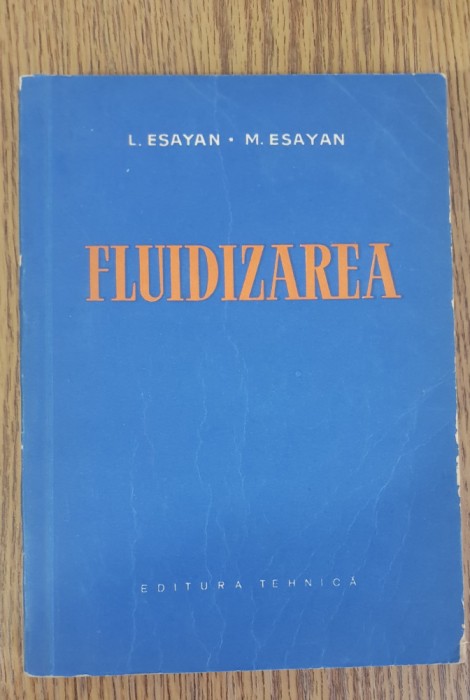 L. ESAYAN • M. ESAYAN
FLUIDIZAREA
EDITURA TEHNICĂ